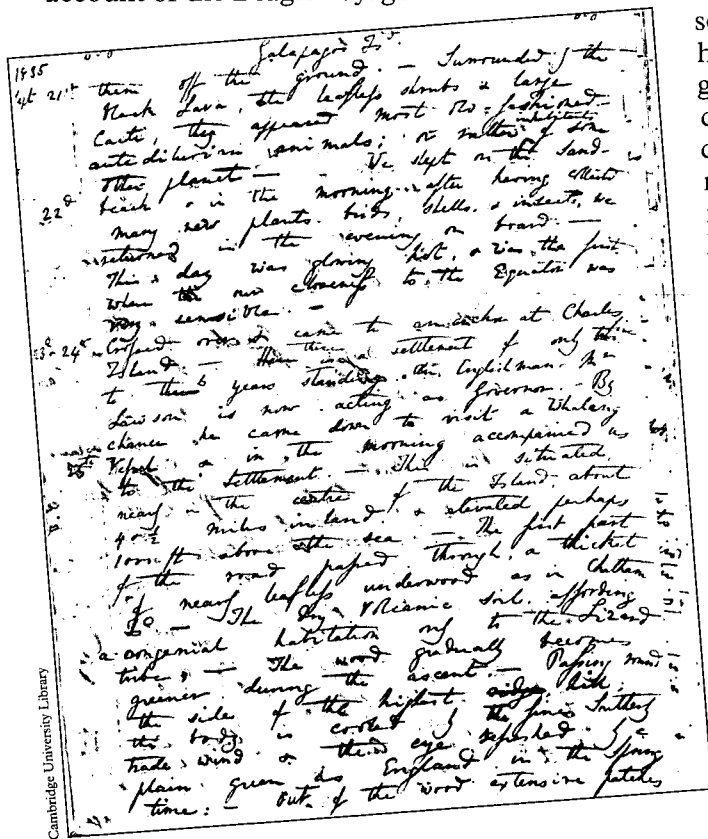 account of the Beagle
1835 Galapagos Isd.
Sept 21st them off the ground. — Surrounded by the
black Lava, the leafless shrubs & large
Cacti, they appeared most old-fashioned
antediluvian animals; or rather inhabitants of some
other planet —
22d We slept on the Sand-
beach & in the morning after having collected
many new plants, birds, shells & insects, we
returned in the evening on board. —
This day was glowing hot, & was the first
when our closeness to the Equator was
very sensible. —
23d & 24th came to an anchor at Charles
Island. — Here there is a settlement of only five
to six years standing. An Englishman Mr
Lawson is now acting as Governor. — By
chance he came down to visit a Whaling
25th Vessel & in the morning accompanied us
to the Settlement. — This is situated
nearly in the centre of the Island, about
4 & ½ miles inland, & elevated perhaps
1000 ft above the sea. — The first part
of the road passed through a thicket
of nearly leafless underwood as in Chatham
Isd — The dry Volcanic soil affording
a congenial habitation only to the Lizard
tribe. — The wood gradually becomes
greener during the ascent. — Passing round
the side of the highest hill
the body is cooled by the fine Southerly
trade wind & the eye refreshed by a
plain green as England in the Spring
time. — Out of the wood extensive patches
Cambridge University Library